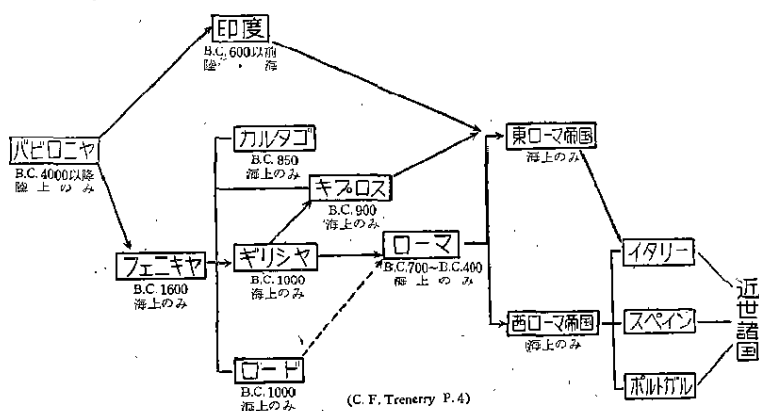 印度
B.C. 600以前
陸・海
バビロニヤ
B.C. 4000以降
陸上のみ
カルタゴ
B.C. 850
海上のみ
キプロス
B.C. 900
海上のみ
フェニキヤ
B.C. 1600
海上のみ
ギリシヤ
B.C. 1000
海上のみ
ローマ
B.C. 700～B.C. 400
海上のみ
ロード
B.C. 1000
海上のみ
東ローマ帝国
海上のみ
西ローマ帝国
海上のみ
イタリー
スペイン
ポルトガル
近世諸国
(C. F. Trenerry P. 4)